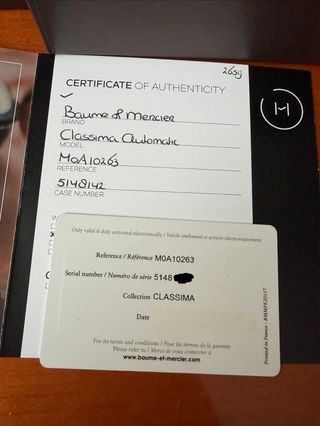 2659
CERTIFICATE OF AUTHENTICITY
Baume & Mercier
BRAND
Classima Automatic
MODEL
MOA10263
REFERENCE
5148142
CASE NUMBER
Only valid if duly activated electronically / Valide seulement si activée électroniquement
Reference / Référence M0A10263
Serial number / Numéro de série 5148
Collection CLASSIMA
Date
For its terms and conditions / Pour les termes de la garantie
Please refer to / Merci de vous connecter à
www.baume-et-mercier.com
Printed in France - BMMFE20117